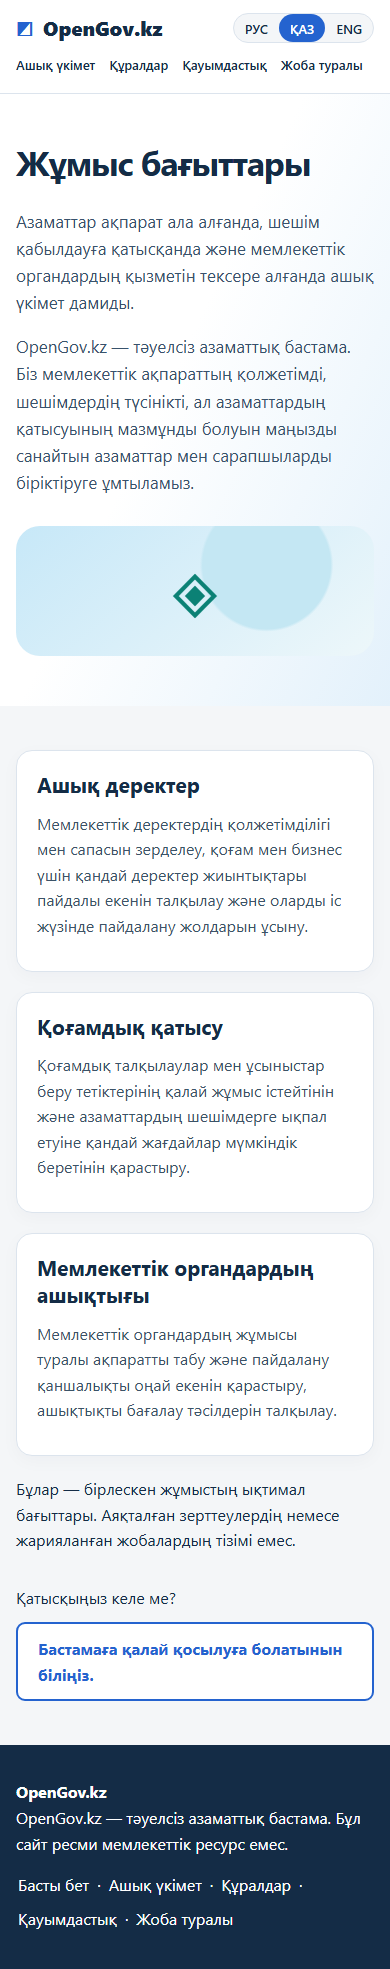 OpenGov.kz
РУС ҚАЗ ENG
Ашық үкімет Құралдар Қауымдастық Жоба туралы
Жұмыс бағыттары
Азаматтар ақпарат ала алғанда, шешім
қабылдауға қатысқанда және мемлекеттік
органдардың қызметін тексере алғанда ашық
үкімет дамиды.
OpenGov.kz — тәуелсіз азаматтық бастама.
Біз мемлекеттік ақпараттың қолжетімді,
шешімдердің түсінікті, ал азаматтардың
қатысуының мазмұнды болуын маңызды
санайтын азаматтар мен сарапшыларды
біріктіруге ұмтыламыз.
Ашық деректер
Мемлекеттік деректердің қолжетімділігі
мен сапасын зерделеу, қоғам мен бизнес
үшін қандай деректер жиынтықтары
пайдалы екенін талқылау және оларды іс
жүзінде пайдалану жолдарын ұсыну.
Қоғамдық қатысу
Қоғамдық талқылаулар мен ұсыныстар
беру тетіктерінің қалай жұмыс істейтінін
және азаматтардың шешімдерге ықпал
етуіне қандай жағдайлар мүмкіндік
беретінін қарастыру.
Мемлекеттік органдардың
ашықтығы
Мемлекеттік органдардың жұмысы
туралы ақпаратты табу және пайдалану
қаншалықты оңай екенін қарастыру,
ашықтықты бағалау тәсілдерін талқылау.
Бұлар — бірлескен жұмыстың ықтимал
бағыттары. Аяқталған зерттеулердің немесе
жарияланған жобалардың тізімі емес.
Қатысқыңыз келе ме?
Бастамаға қалай қосылуға болатынын
біліңіз.
OpenGov.kz
OpenGov.kz — тәуелсіз азаматтық бастама. Бұл
сайт ресми мемлекеттік ресурс емес.
Басты бет · Ашық үкімет · Құралдар ·
Қауымдастық · Жоба туралы